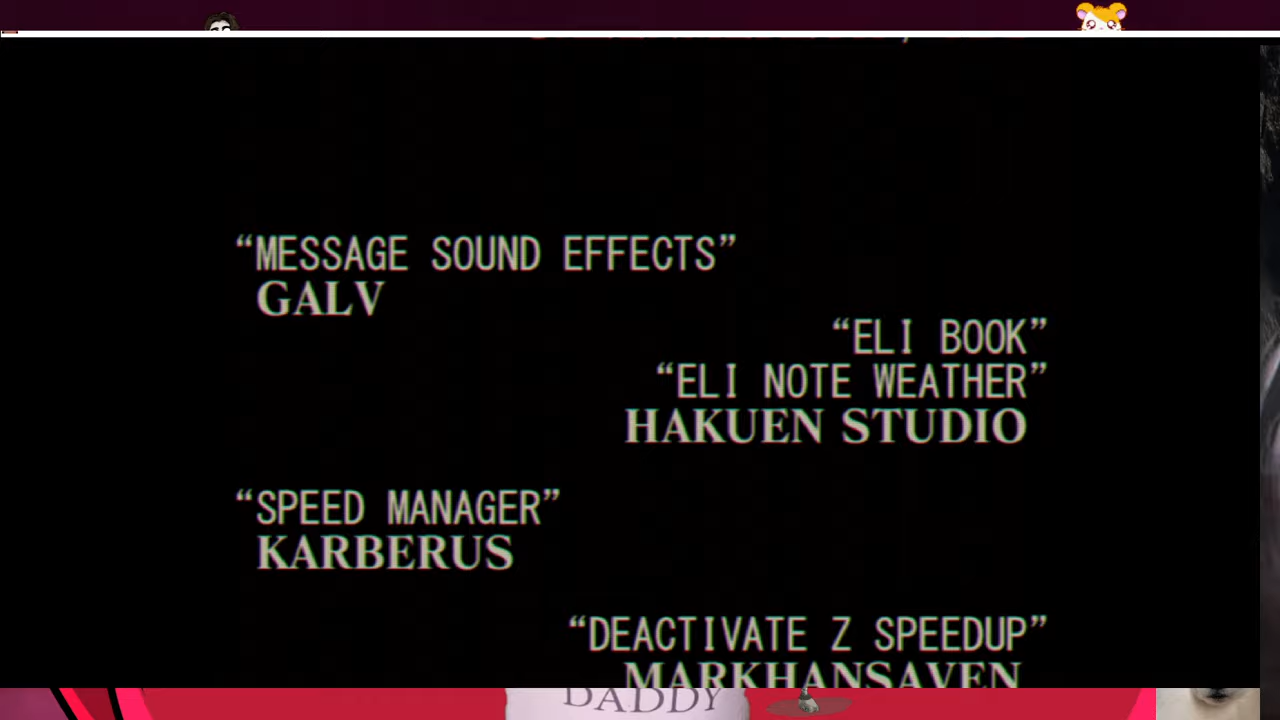 “MESSAGE SOUND EFFECTS”
GALV
“ELI BOOK”
“ELI NOTE WEATHER”
HAKUEN STUDIO
“SPEED MANAGER”
KARBERUS
“DEACTIVATE Z SPEEDUP”
MARKHANSAVEN
DADDY